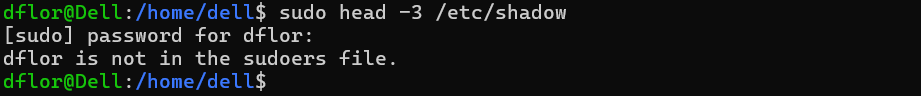 dflor@Dell:/home/dell$ sudo head -3 /etc/shadow
[sudo] password for dflor:
dflor is not in the sudoers file.
dflor@Dell:/home/dell$